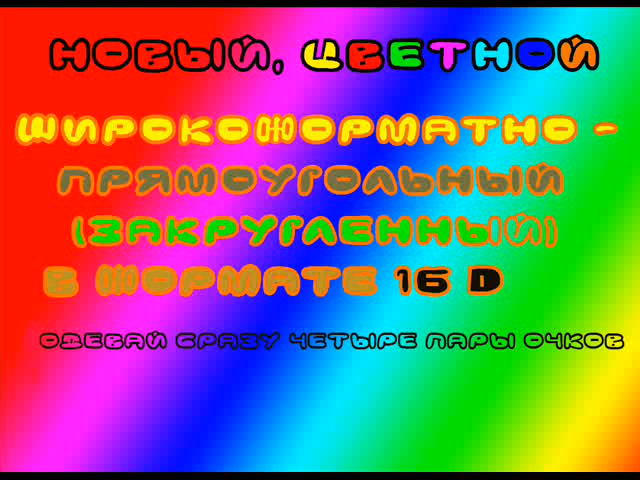 НОВЫЙ, ЦВЕТНОЙ
ШИРОКОФОРМАТНО -
ПРЯМОУГОЛЬНЫЙ
(ЗАКРУГЛЕННЫЙ)
В ФОРМАТЕ 16 D
ОДЕВАЙ СРАЗУ ЧЕТЫРЕ ПАРЫ ОЧКОВ